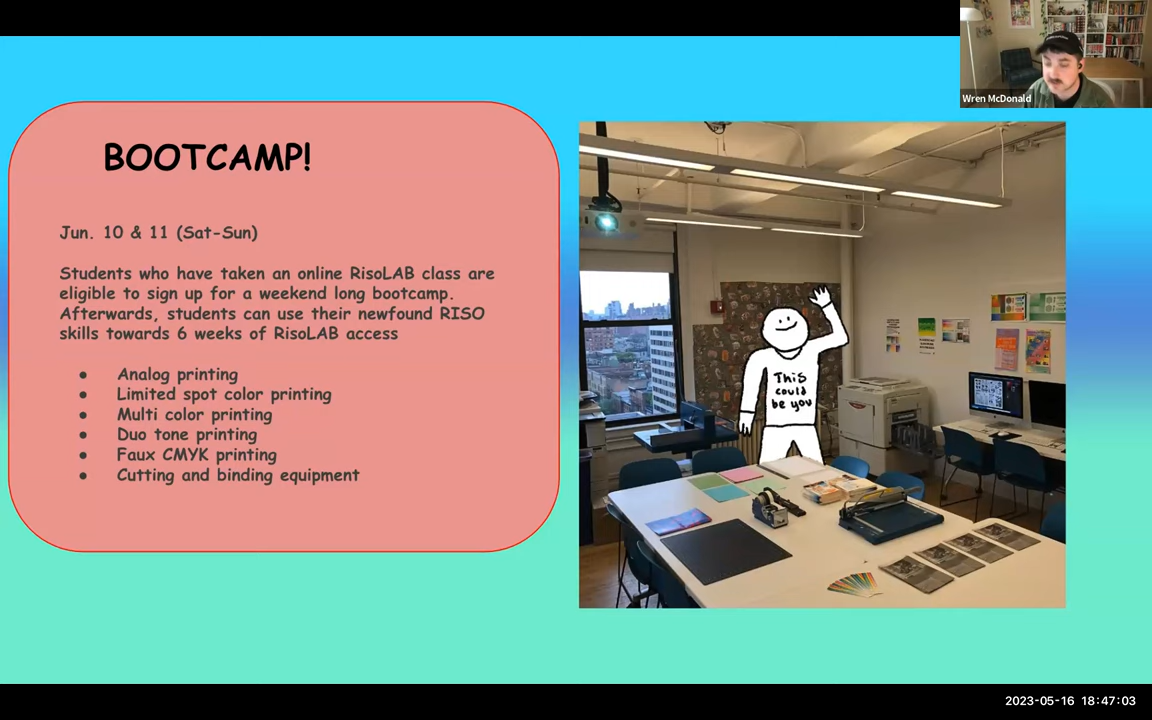 Wren McDonald
BOOTCAMP!
Jun. 10 & 11 (Sat-Sun)
Students who have taken an online RisoLAB class are
eligible to sign up for a weekend long bootcamp.
Afterwards, students can use their newfound RISO
skills towards 6 weeks of RisoLAB access
● Analog printing
● Limited spot color printing
● Multi color printing
● Duo tone printing
● Faux CMYK printing
● Cutting and binding equipment
This
could
be you
2023-05-16 18:47:03